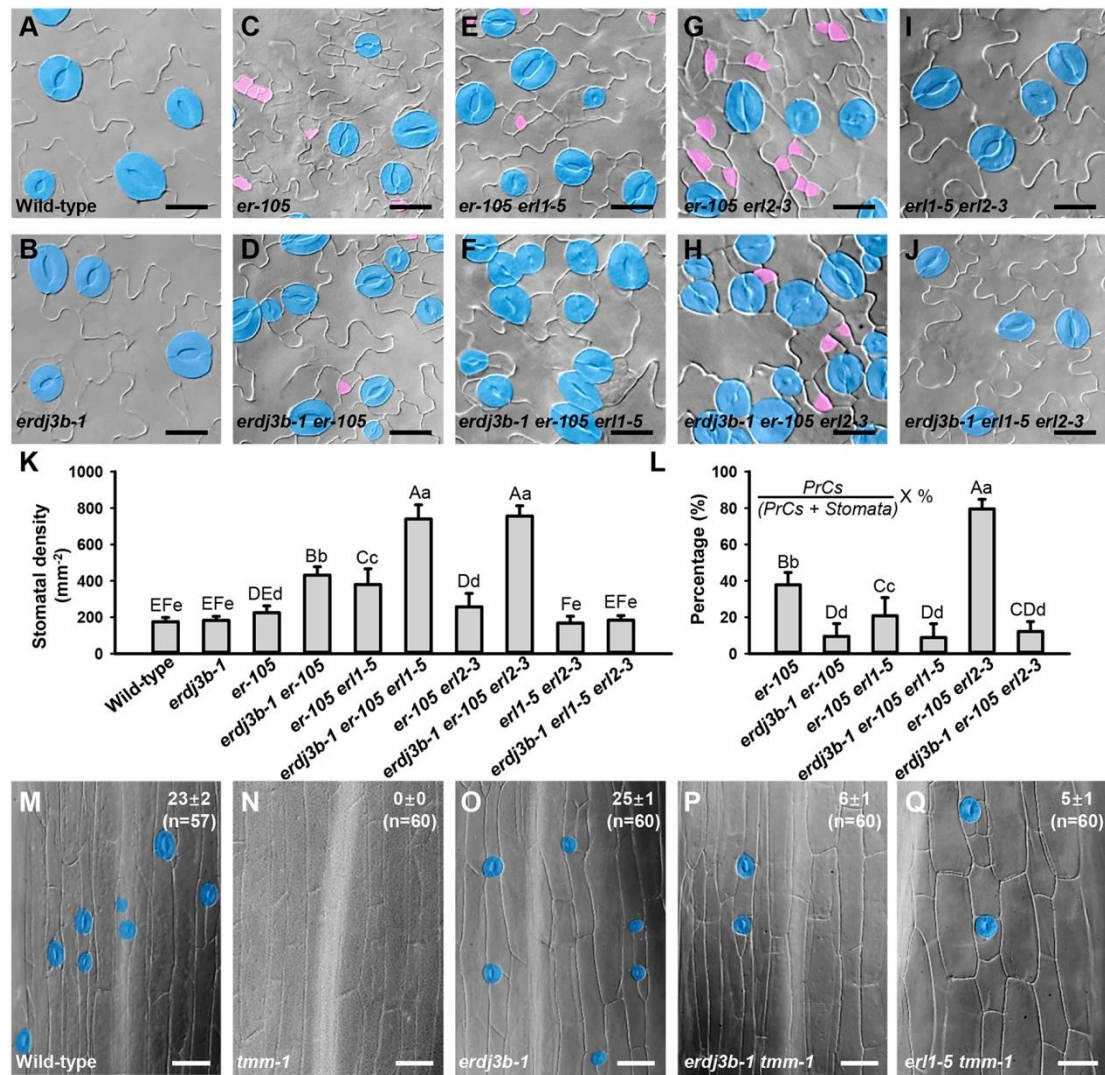 A
Wild-type
C
er-105
E
er-105 erl1-5
G
er-105 erl2-3
I
erl1-5 erl2-3
B
erdj3b-1
D
erdj3b-1 er-105
F
erdj3b-1 er-105 erl1-5
H
erdj3b-1 er-105 erl2-3
J
erdj3b-1 erl1-5 erl2-3
K
Stomatal density
(mm⁻²)
1000
800
600
400
200
0
EFe
EFe
DEd
Bb
Cc
Aa
Dd
Aa
Fe
EFe
Wild-type
erdj3b-1
er-105
erdj3b-1 er-105
er-105 erl1-5
erdj3b-1 er-105 erl1-5
er-105 erl2-3
erdj3b-1 er-105 erl2-3
erl1-5 erl2-3
erdj3b-1 erl1-5 erl2-3
L
Percentage (%)
100
80
60
40
20
0
PrCs
(PrCs + Stomata)
X %
Bb
Dd
Cc
Dd
Aa
CDd
er-105
erdj3b-1 er-105
er-105 erl1-5
erdj3b-1 er-105 erl1-5
er-105 erl2-3
erdj3b-1 er-105 erl2-3
M
23±2
(n=57)
Wild-type
N
0±0
(n=60)
tmm-1
O
25±1
(n=60)
erdj3b-1
P
6±1
(n=60)
erdj3b-1 tmm-1
Q
5±1
(n=60)
erl1-5 tmm-1